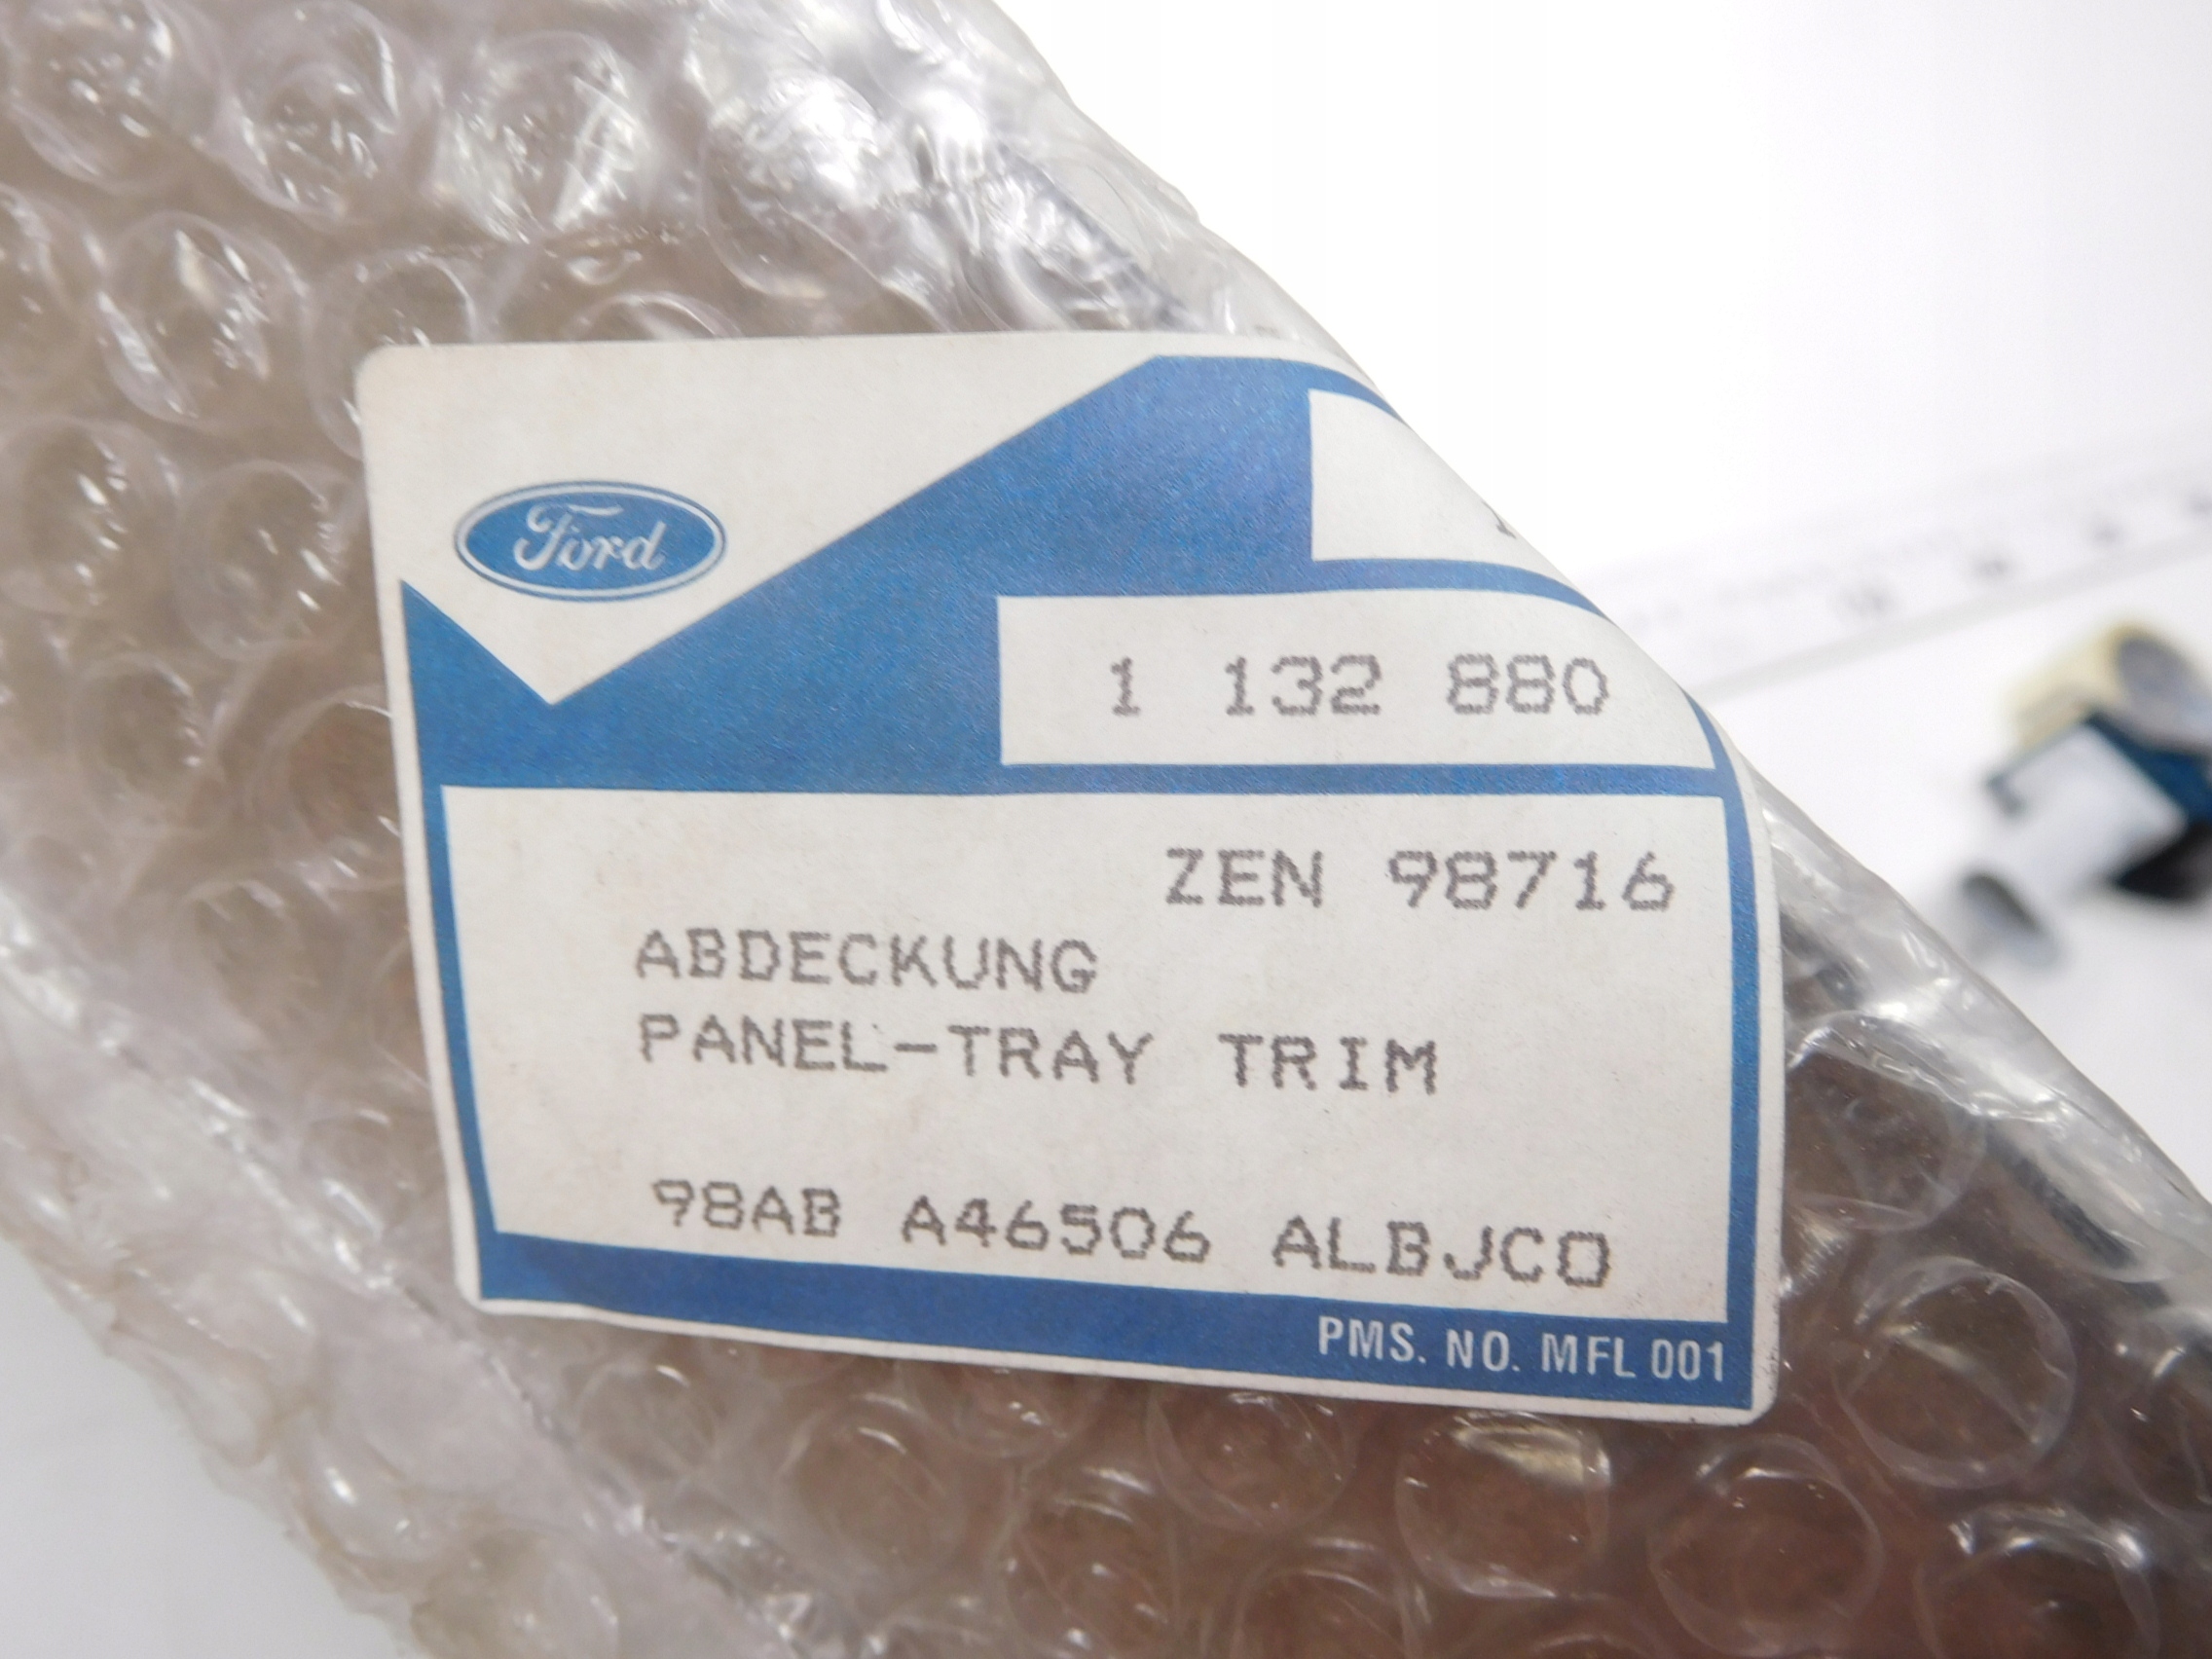 Ford
1 132 880
ZEN 98716
ABDECKUNG
PANEL-TRAY TRIM
98AB A46506 ALBJCO
PMS. NO. MFL 001